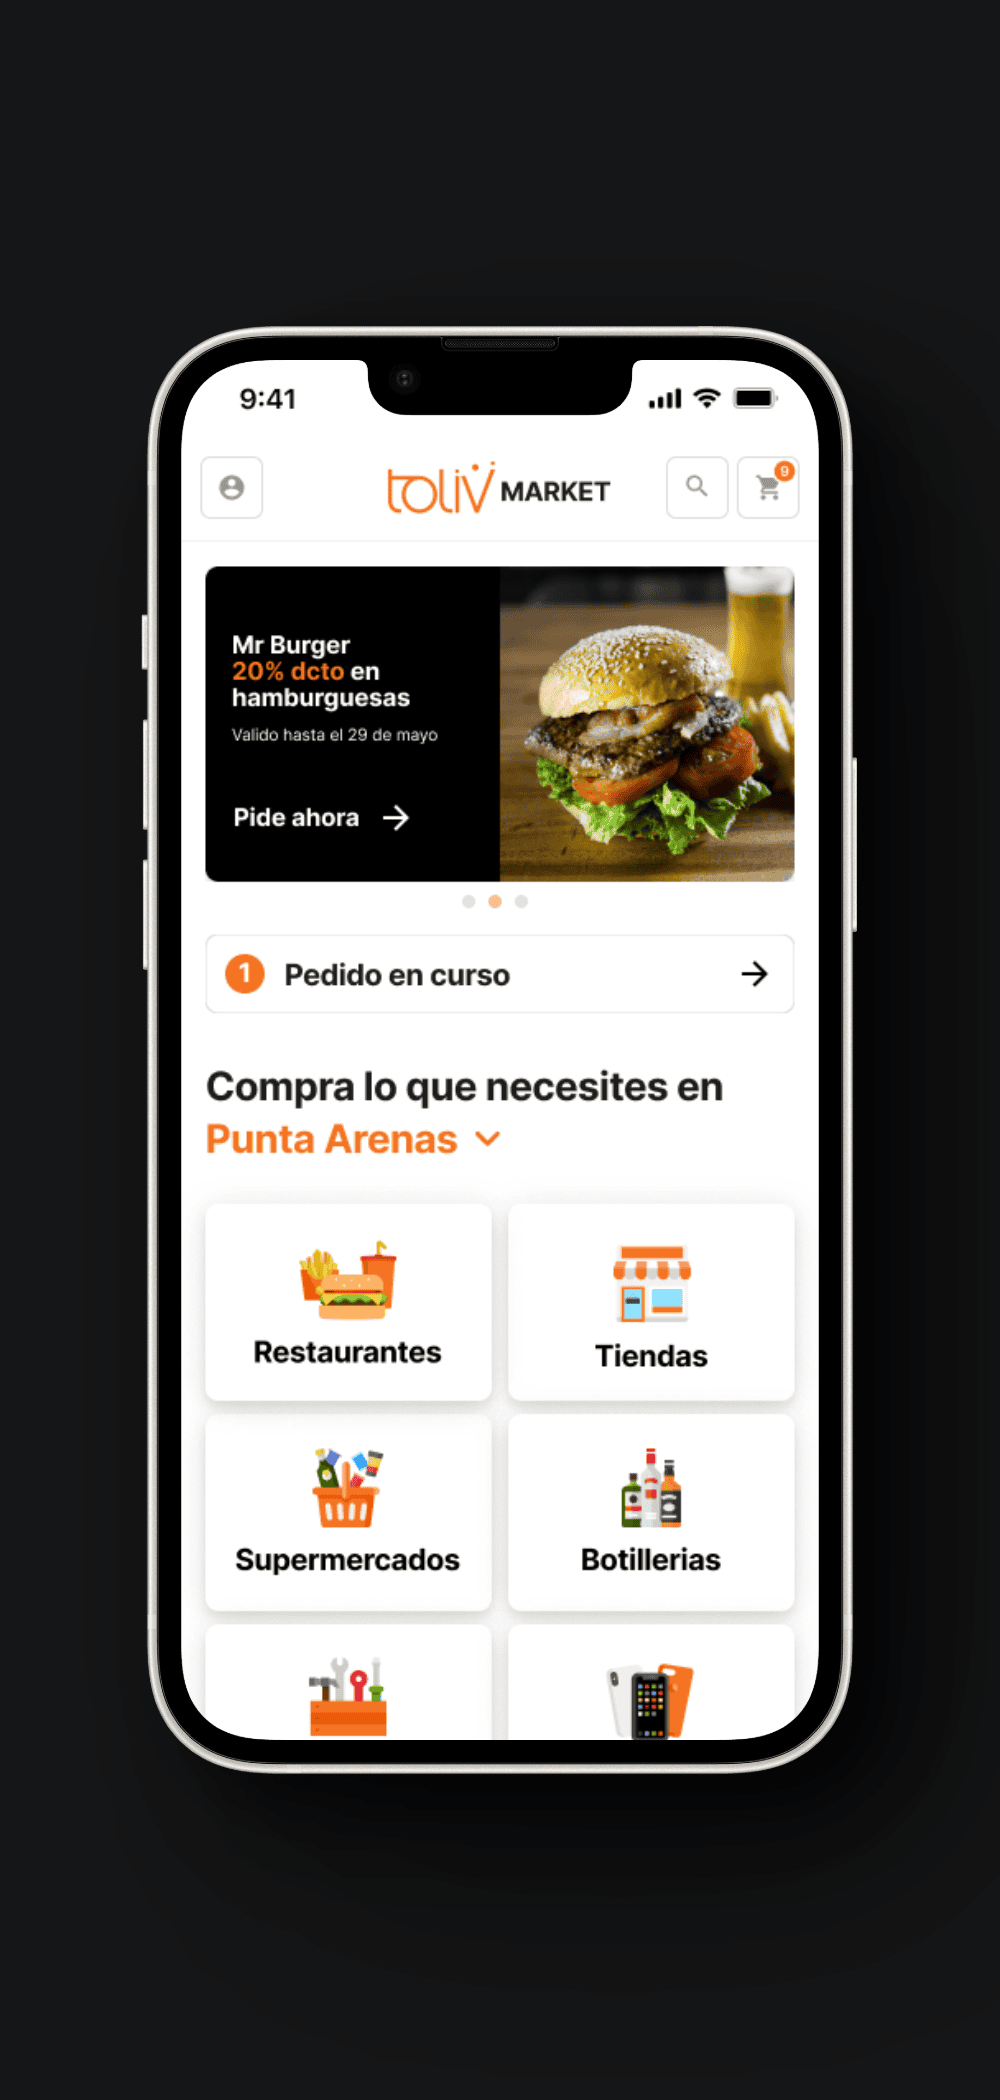 9:41
toliv MARKET
9
Mr Burger
20% dcto en
hamburguesas
Valido hasta el 29 de mayo
Pide ahora
1
Pedido en curso
Compra lo que necesites en
Punta Arenas
Restaurantes
Tiendas
Supermercados
Botillerias